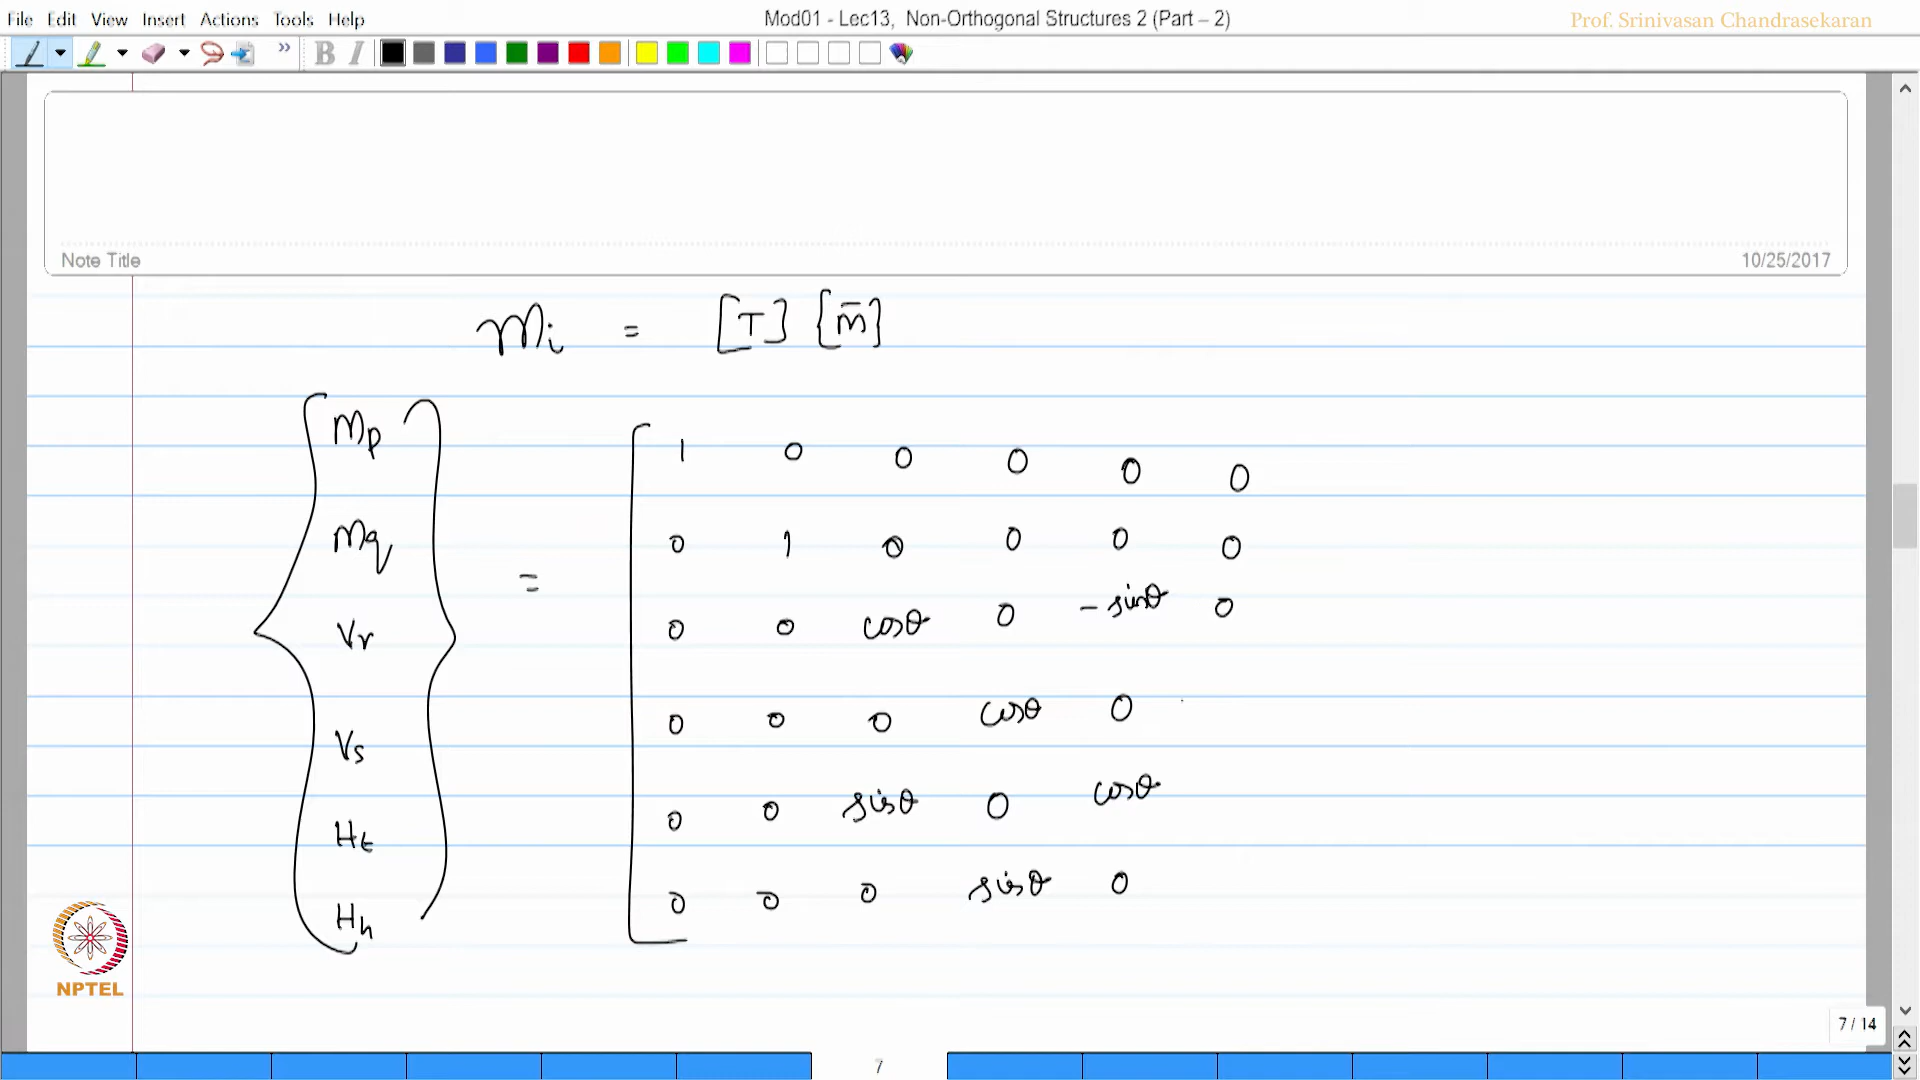 File Edit View Insert Actions Tools Help
Mod01 - Lec13, Non-Orthogonal Structures 2 (Part – 2)
Prof. Srinivasan Chandrasekaran
B I
Note Title
10/25/2017
Mi = [T] {m̄}
Mp
Mq
Vr
Vs
Ht
Hh
=
1 0 0 0 0 0
0 1 0 0 0 0
0 0 cosθ 0 -sinθ 0
0 0 0 cosθ 0
0 0 sinθ 0 cosθ
0 0 0 sinθ 0
NPTEL
7 / 14
7